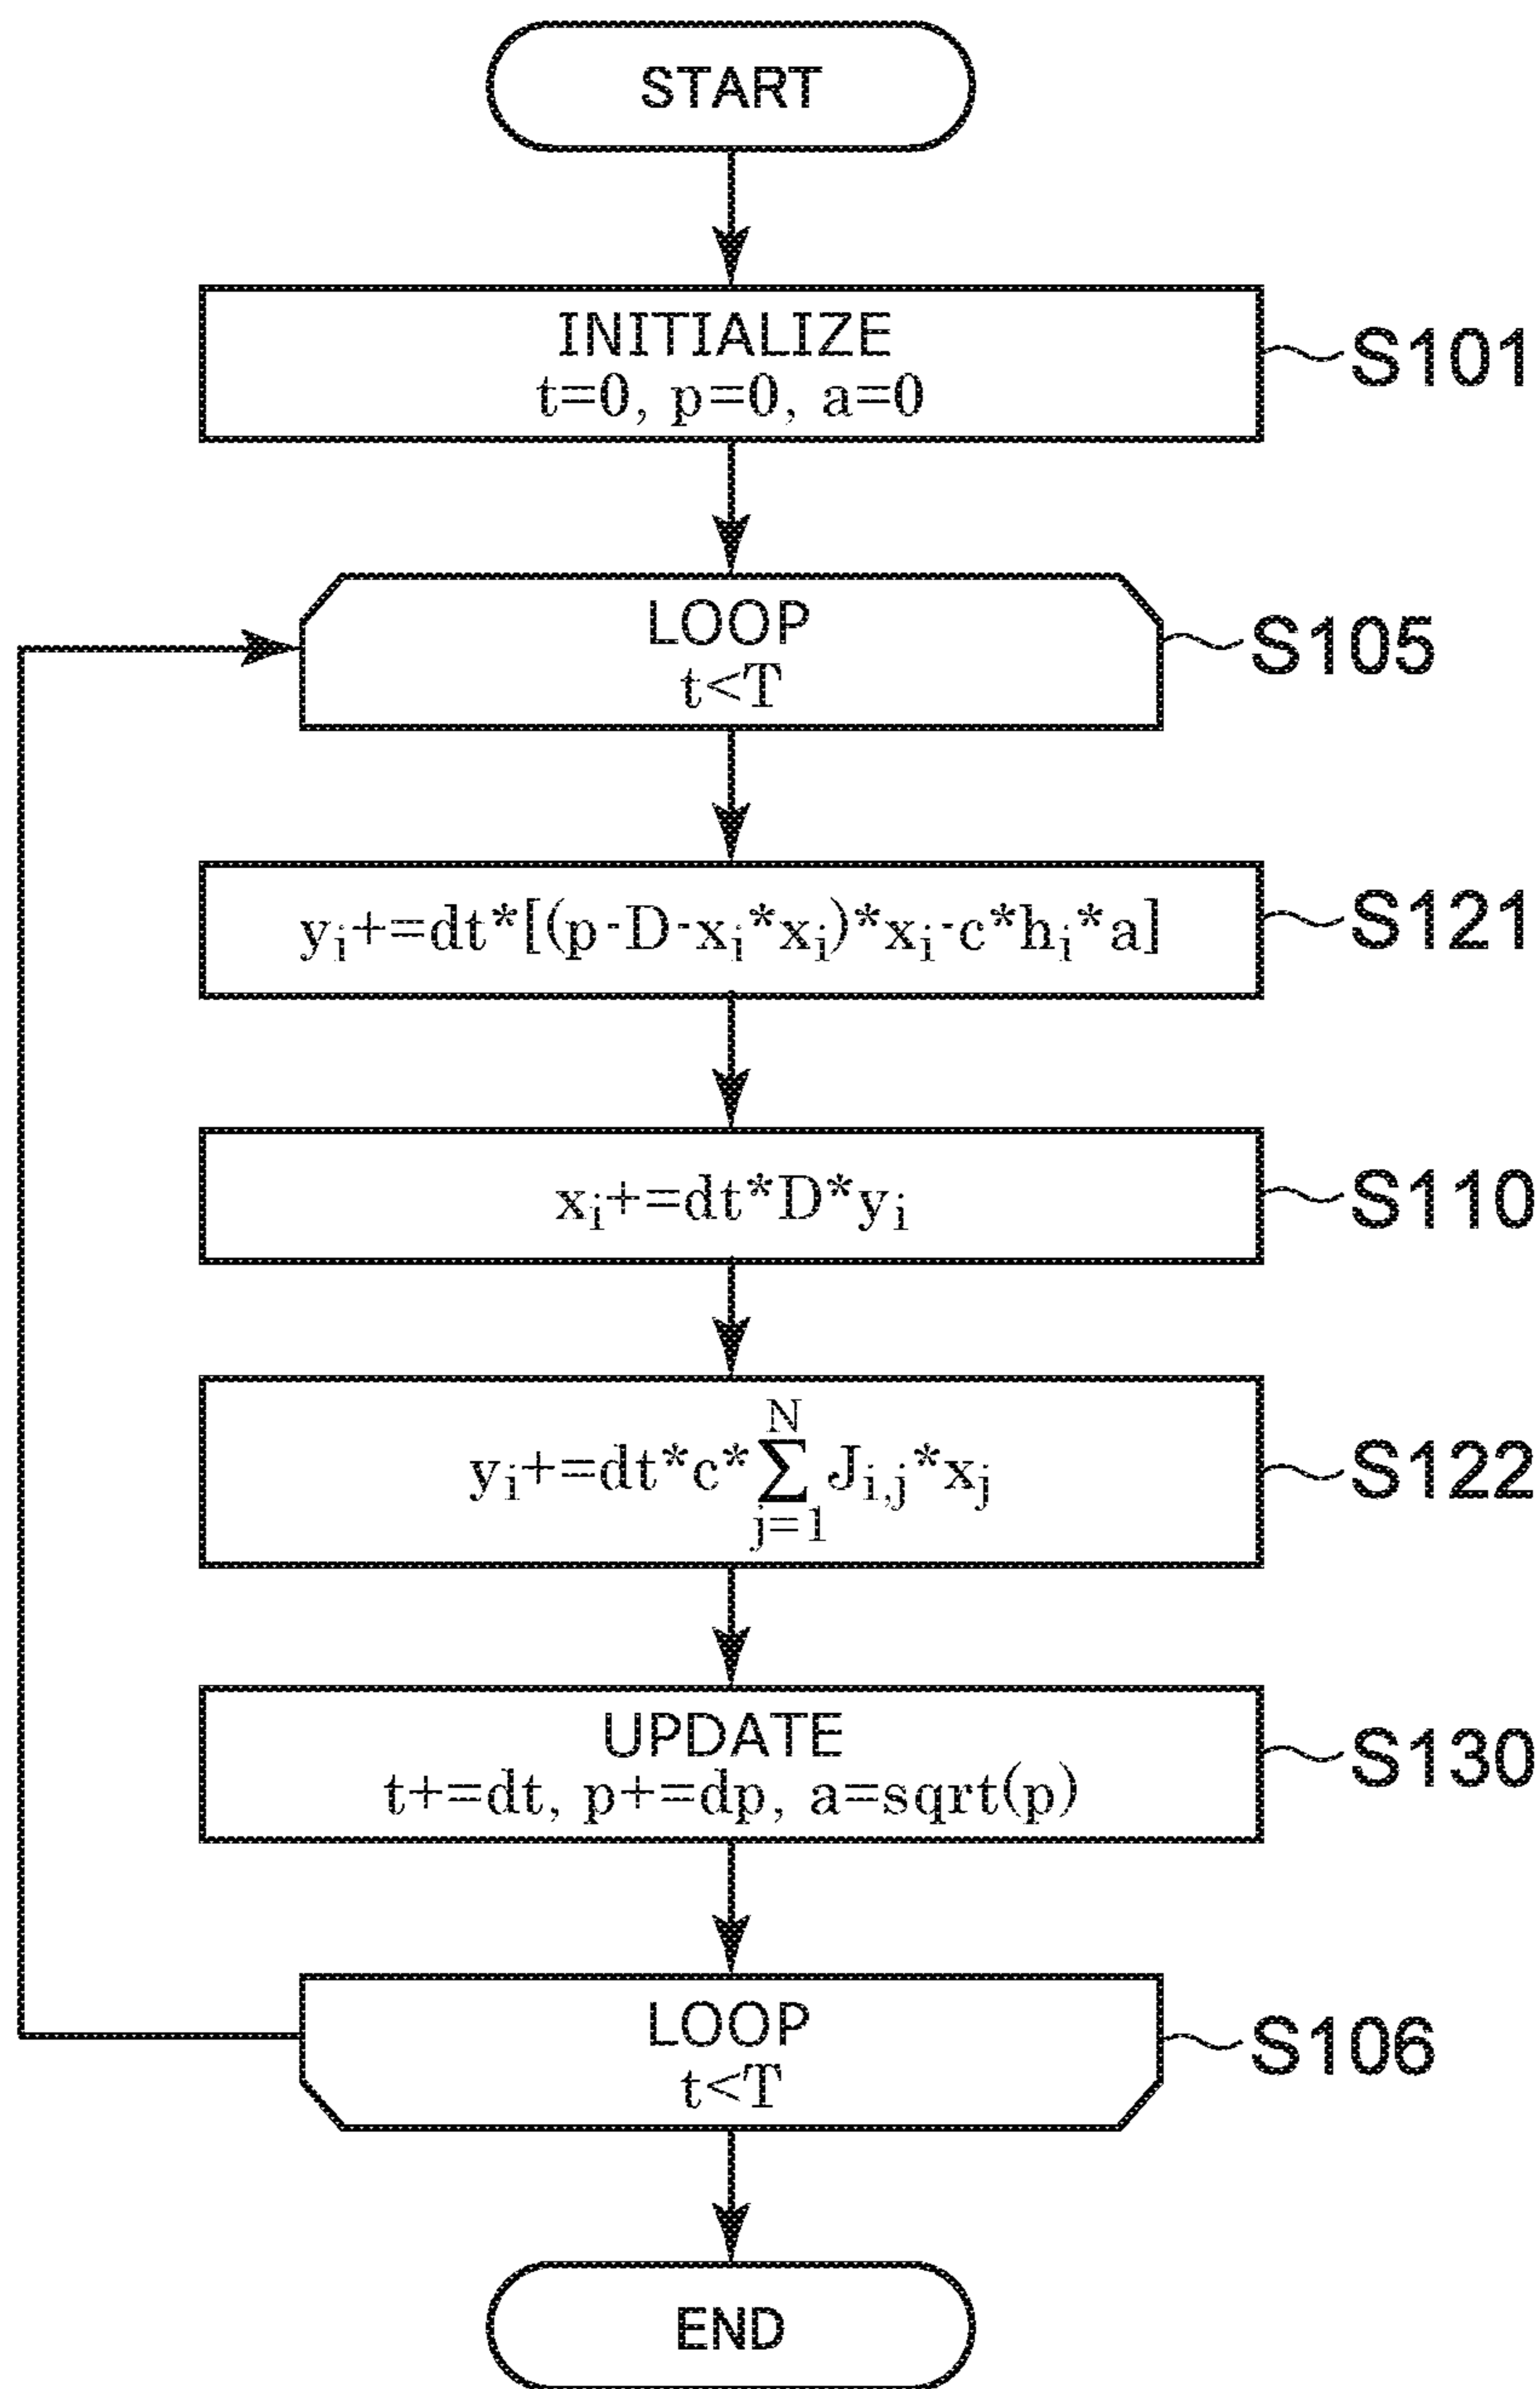 START
INITIALIZE
t=0, p=0, a=0
S101
LOOP
t<T
S105
yᵢ+=dt*[(p-D-xᵢ*xᵢ)*xᵢ-c*hᵢ*a]
S121
xᵢ+=dt*D*yᵢ
S110
N
yᵢ+=dt*c*∑Jᵢ,ⱼ*xⱼ
j=1
S122
UPDATE
t+=dt, p+=dp, a=sqrt(p)
S130
LOOP
t<T
S106
END